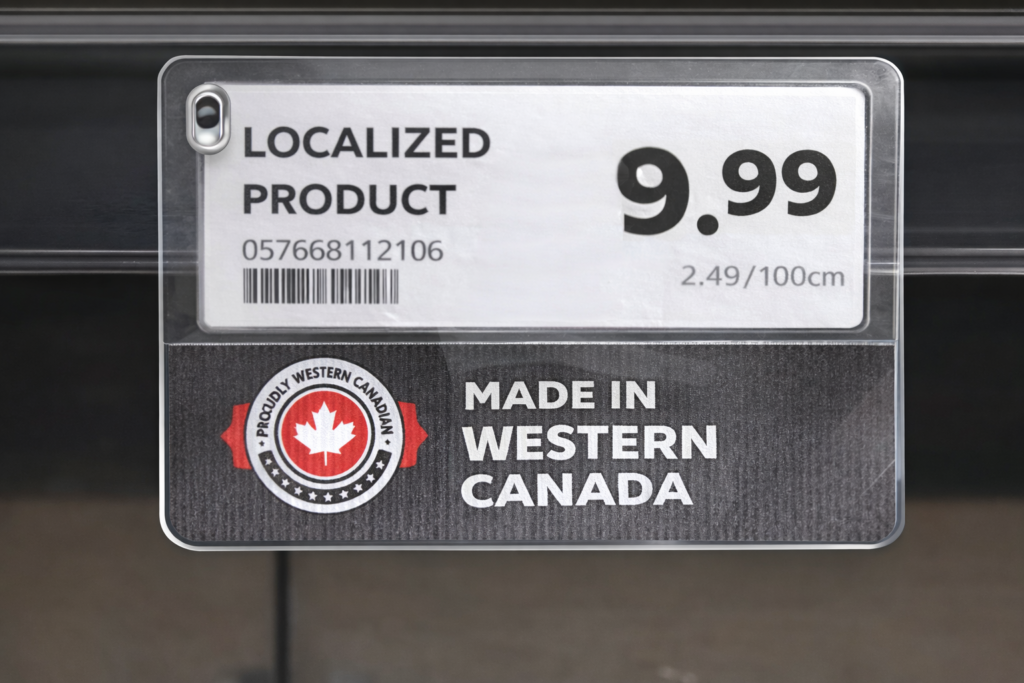 LOCALIZED
PRODUCT
9.99
057668112106
2.49/100cm
PROUDLY WESTERN CANADIAN
MADE IN
WESTERN
CANADA